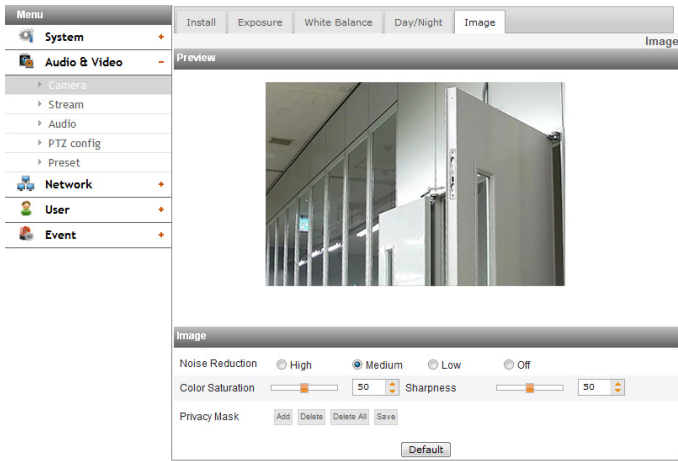 Menu
System +
Audio & Video -
Camera
Stream
Audio
PTZ config
Preset
Network +
User +
Event +
Install Exposure White Balance Day/Night Image
Image
Preview
Image
Noise Reduction High Medium Low Off
Color Saturation 50 Sharpness 50
Privacy Mask Add Delete Delete All Save
Default